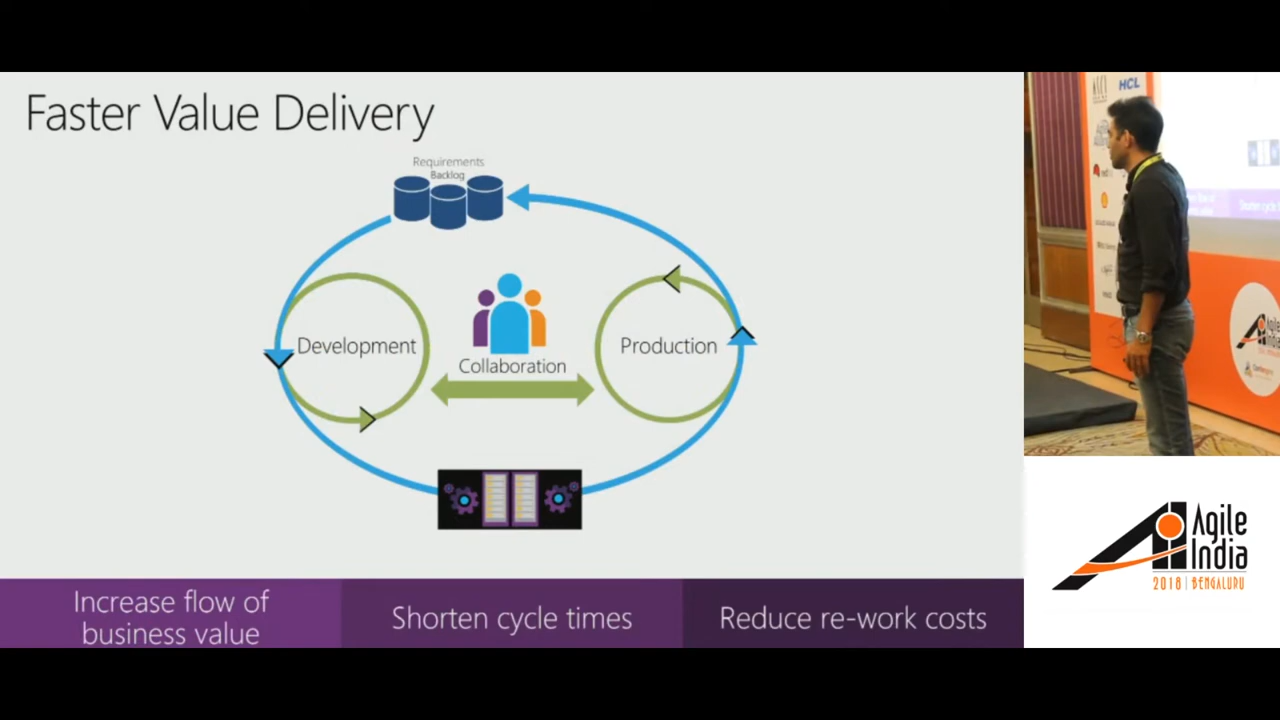 Faster Value Delivery
Requirements
Backlog
Development
Collaboration
Production
Increase flow of
business value
Shorten cycle times
Reduce re-work costs
HCL
Agile
India
2018 | BENGALURU